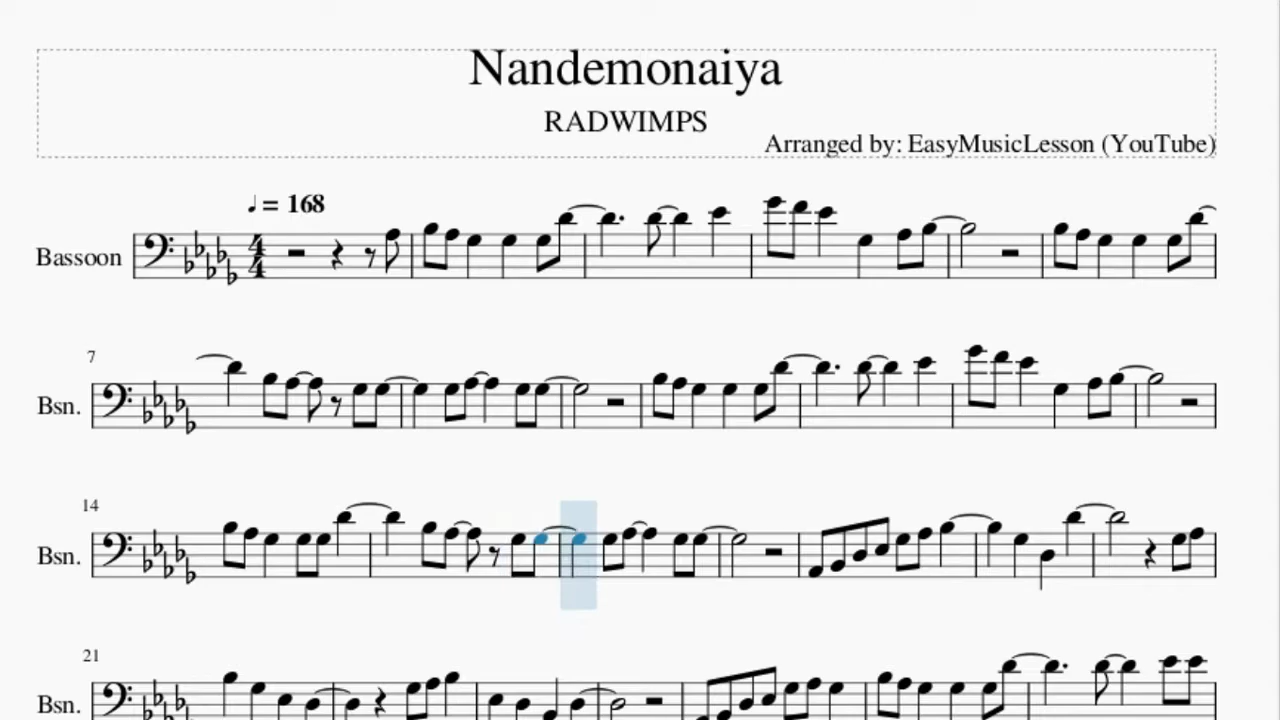 Nandemonaiya
RADWIMPS
Arranged by: EasyMusicLesson (YouTube)
♩ = 168
Bassoon
4
4
7
Bsn.
14
Bsn.
21
Bsn.